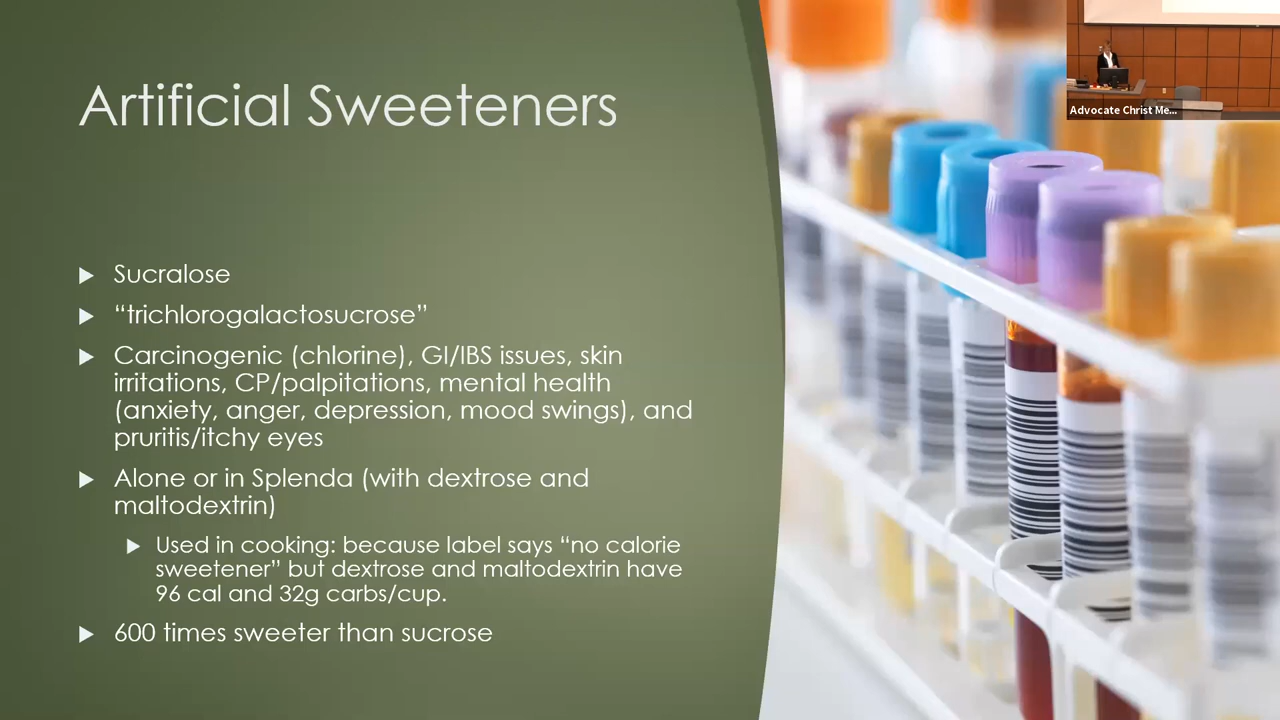 Artificial Sweeteners
Sucralose
“trichlorogalactosucrose”
Carcinogenic (chlorine), GI/IBS issues, skin
irritations, CP/palpitations, mental health
(anxiety, anger, depression, mood swings), and
pruritis/itchy eyes
Alone or in Splenda (with dextrose and
maltodextrin)
Used in cooking: because label says “no calorie
sweetener” but dextrose and maltodextrin have
96 cal and 32g carbs/cup.
600 times sweeter than sucrose
Advocate Christ Me...